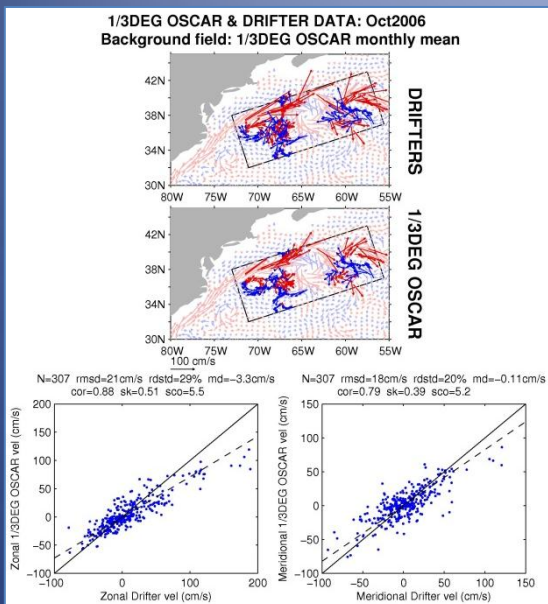 1/3DEG OSCAR & DRIFTER DATA: Oct2006
Background field: 1/3DEG OSCAR monthly mean
42N
38N
34N
30N
80W 75W 70W 65W 60W 55W
DRIFTERS
42N
38N
34N
30N
80W 75W 70W 65W 60W 55W
1/3DEG OSCAR
100 cm/s
N=307 rmsd=21cm/s rdstd=29% md=−3.3cm/s
cor=0.88 sk=0.51 sco=5.5
200
150
100
50
0
−50
−100
−100 0 100 200
Zonal 1/3DEG OSCAR vel (cm/s)
Zonal Drifter vel (cm/s)
N=307 rmsd=18cm/s rdstd=20% md=−0.11cm/s
cor=0.79 sk=0.39 sco=5.2
150
100
50
0
−50
−100
−100 −50 0 50 100 150
Meridional 1/3DEG OSCAR vel (cm/s)
Meridional Drifter vel (cm/s)